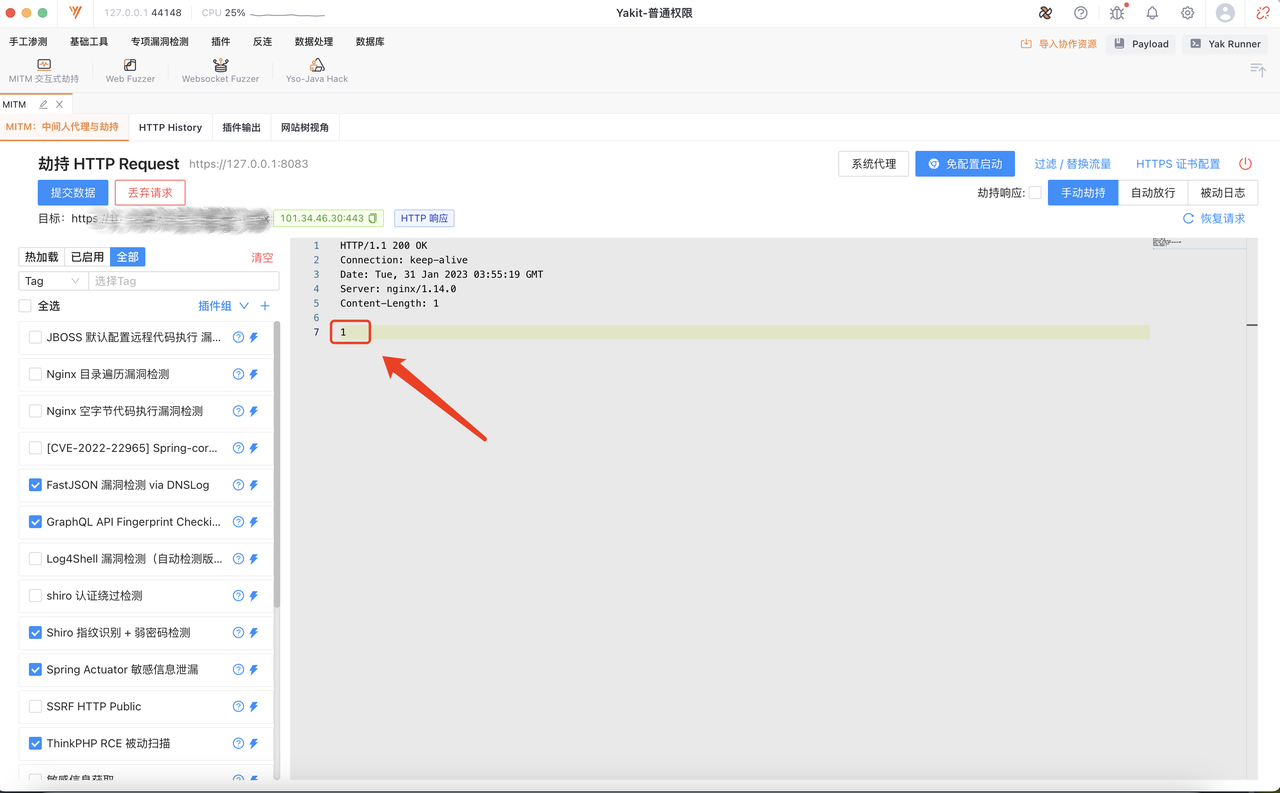 127.0.0.1 44148 CPU 25% Yakit-普通权限
手工渗测 基础工具 专项漏洞检测 插件 反连 数据处理 数据库 导入协作资源 Payload Yak Runner
MITM 交互式劫持 Web Fuzzer Websocket Fuzzer Yso-Java Hack
MITM
MITM：中间人代理与劫持 HTTP History 插件输出 网站树视角
劫持 HTTP Request https://127.0.0.1:8083 系统代理 免配置启动 过滤 / 替换流量 HTTPS 证书配置
提交数据 丢弃请求 劫持响应: 手动劫持 自动放行 被动日志
目标：https 101.34.46.30:443 HTTP 响应 恢复请求
热加载 已启用 全部 清空
Tag 选择Tag
全选 插件组
JBOSS 默认配置远程代码执行 漏...
Nginx 目录遍历漏洞检测
Nginx 空字节代码执行漏洞检测
[CVE-2022-22965] Spring-cor...
FastJSON 漏洞检测 via DNSLog
GraphQL API Fingerprint Checki...
Log4Shell 漏洞检测（自动检测版...
shiro 认证绕过检测
Shiro 指纹识别 + 弱密码检测
Spring Actuator 敏感信息泄漏
SSRF HTTP Public
ThinkPHP RCE 被动扫描
敏感信息获取
1 HTTP/1.1 200 OK
2 Connection: keep-alive
3 Date: Tue, 31 Jan 2023 03:55:19 GMT
4 Server: nginx/1.14.0
5 Content-Length: 1
6
7 1